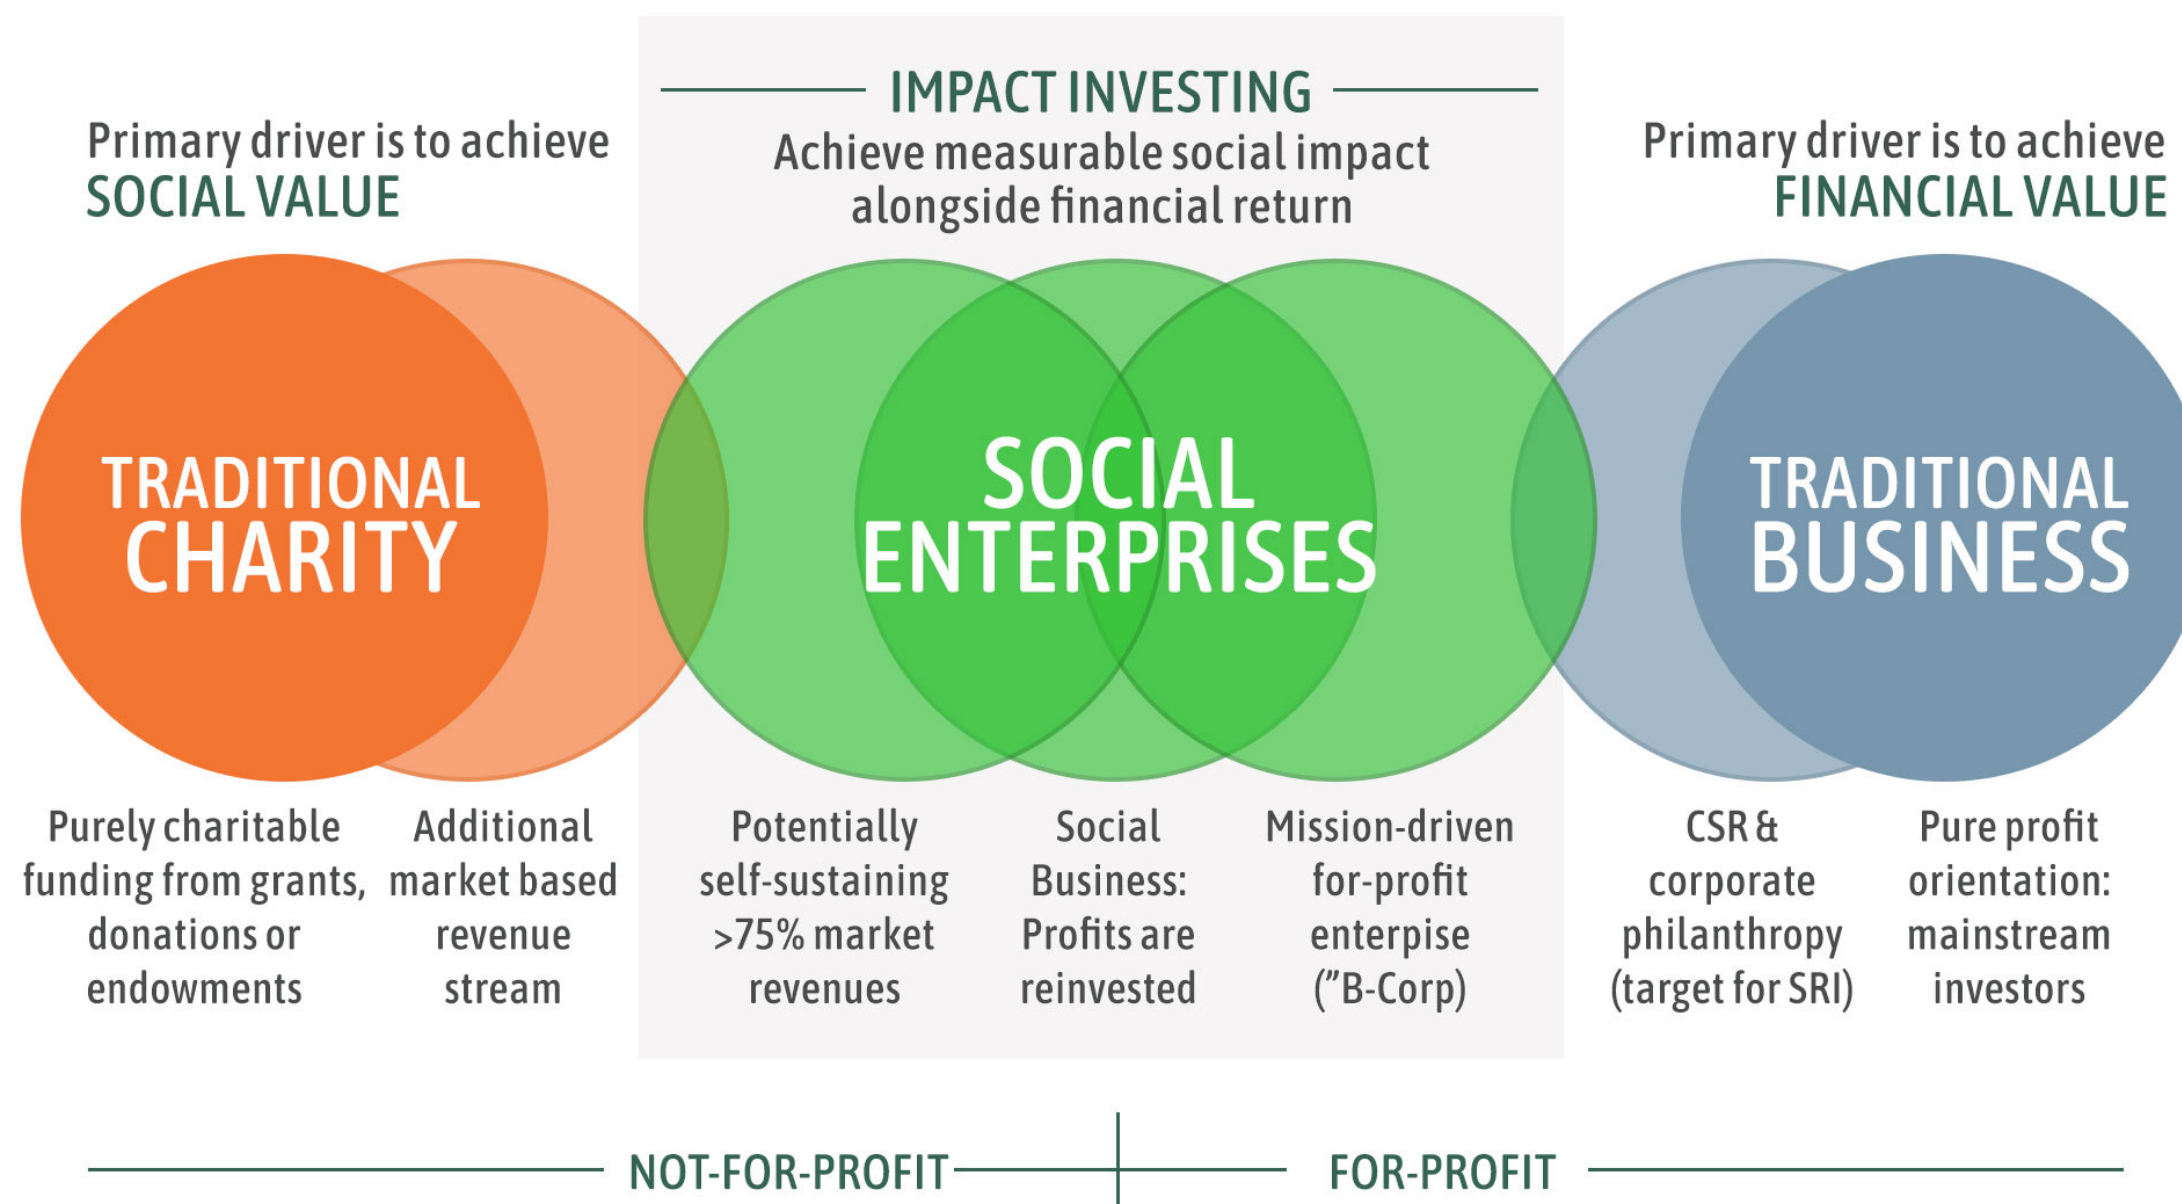 IMPACT INVESTING
Achieve measurable social impact
alongside financial return
Primary driver is to achieve
SOCIAL VALUE
Primary driver is to achieve
FINANCIAL VALUE
TRADITIONAL
CHARITY
SOCIAL
ENTERPRISES
TRADITIONAL
BUSINESS
Purely charitable
funding from grants,
donations or
endowments
Additional
market based
revenue
stream
Potentially
self-sustaining
>75% market
revenues
Social
Business:
Profits are
reinvested
Mission-driven
for-profit
enterpise
(”B-Corp)
CSR &
corporate
philanthropy
(target for SRI)
Pure profit
orientation:
mainstream
investors
NOT-FOR-PROFIT
FOR-PROFIT